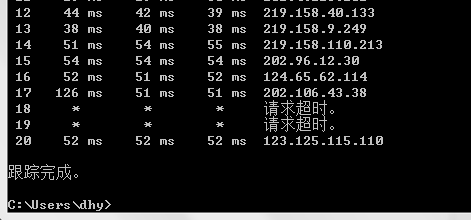 12    44 ms    42 ms    39 ms  219.158.40.133
13    38 ms    40 ms    38 ms  219.158.9.249
14    51 ms    54 ms    55 ms  219.158.110.213
15    54 ms    54 ms    54 ms  202.96.12.30
16    52 ms    51 ms    52 ms  124.65.62.114
17   126 ms    51 ms    51 ms  202.106.43.38
18     *        *        *     请求超时。
19     *        *        *     请求超时。
20    52 ms    52 ms    52 ms  123.125.115.110
跟踪完成。
C:\Users\dhy>